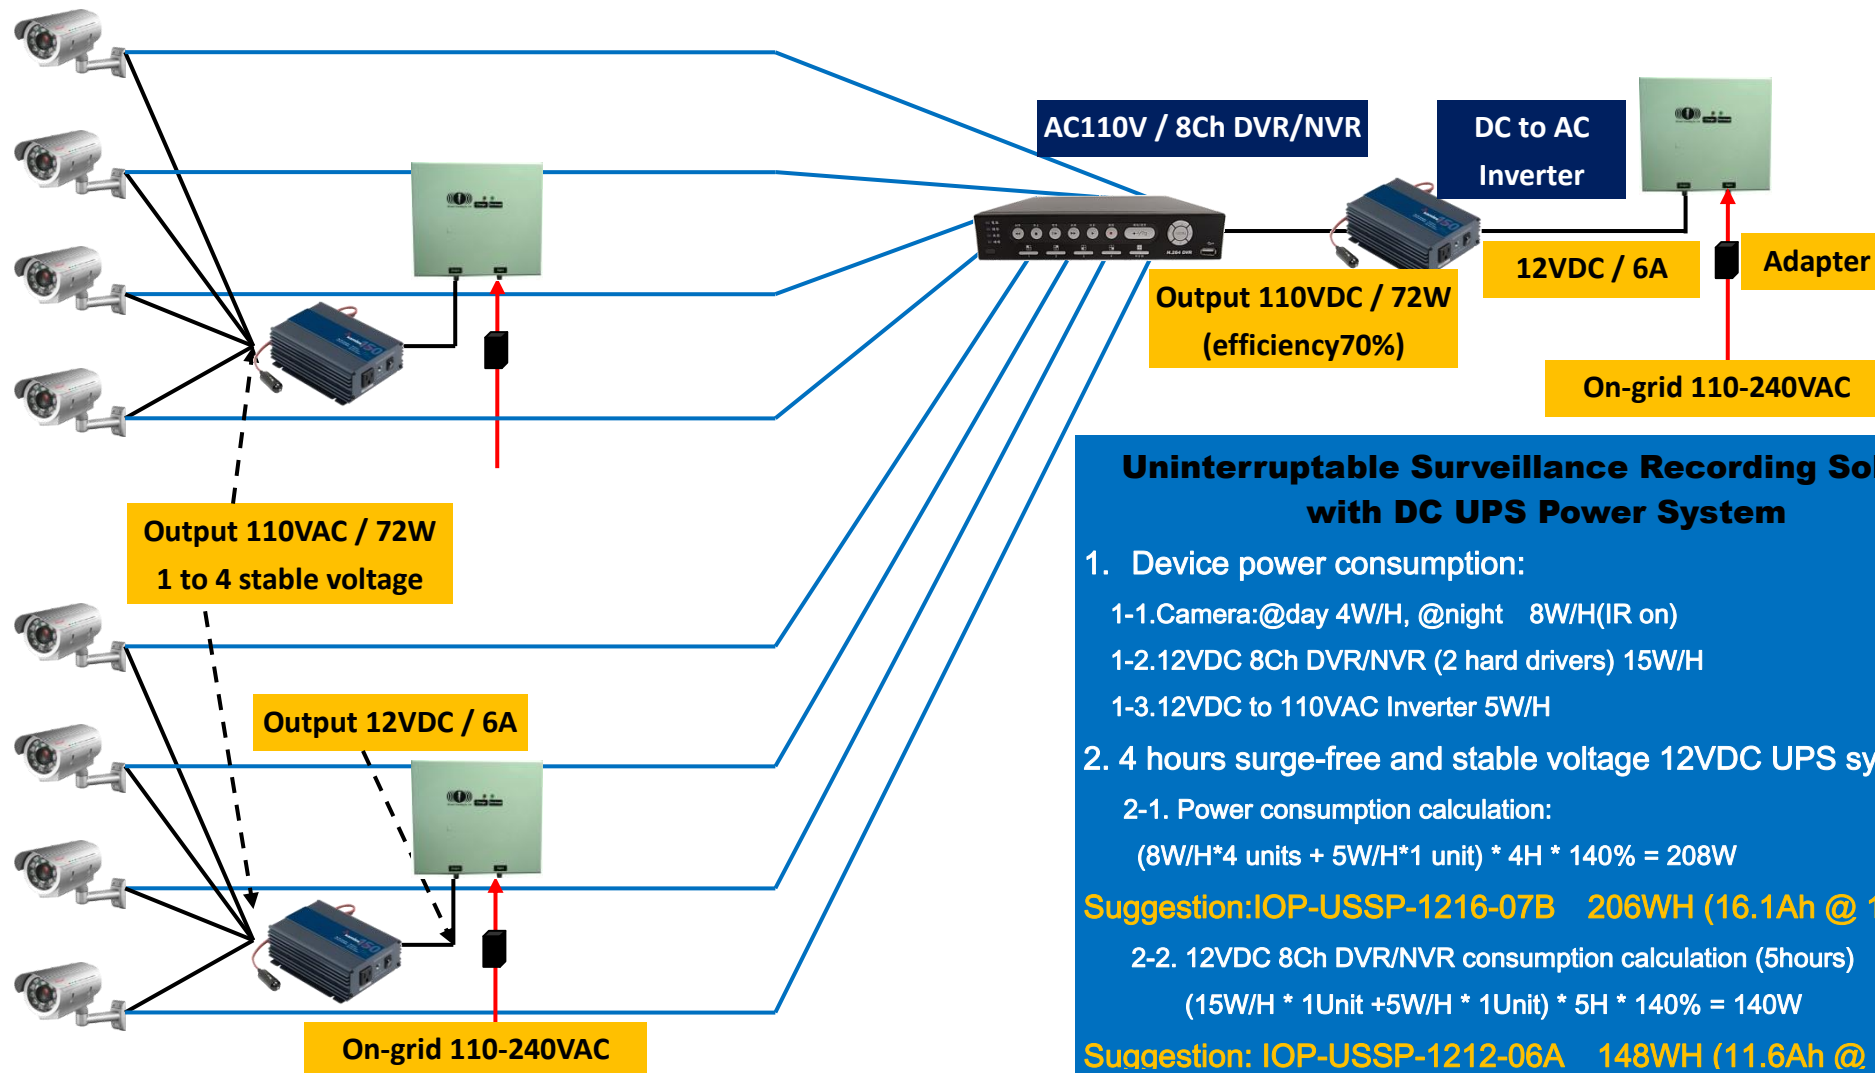 AC110V / 8Ch DVR/NVR
DC to AC
Inverter
12VDC / 6A
Adapter
Output 110VDC / 72W
(efficiency70%)
On-grid 110-240VAC
Output 110VAC / 72W
1 to 4 stable voltage
Output 12VDC / 6A
On-grid 110-240VAC
H.264 DVR
Uninterruptable Surveillance Recording
with DC UPS Power System
1. Device power consumption:
1-1.Camera:@day 4W/H, @night 8W/H(IR on)
1-2.12VDC 8Ch DVR/NVR (2 hard drivers) 15W/H
1-3.12VDC to 110VAC Inverter 5W/H
2. 4 hours surge-free and stable voltage 12VDC UPS
2-1. Power consumption calculation:
(8W/H*4 units + 5W/H*1 unit) * 4H * 140% = 208W
Suggestion:IOP-USSP-1216-07B 206WH (16.1Ah @
2-2. 12VDC 8Ch DVR/NVR consumption calculation (5hours)
(15W/H * 1Unit +5W/H * 1Unit) * 5H * 140% = 140W
Suggestion: IOP-USSP-1212-06A 148WH (11.6Ah @